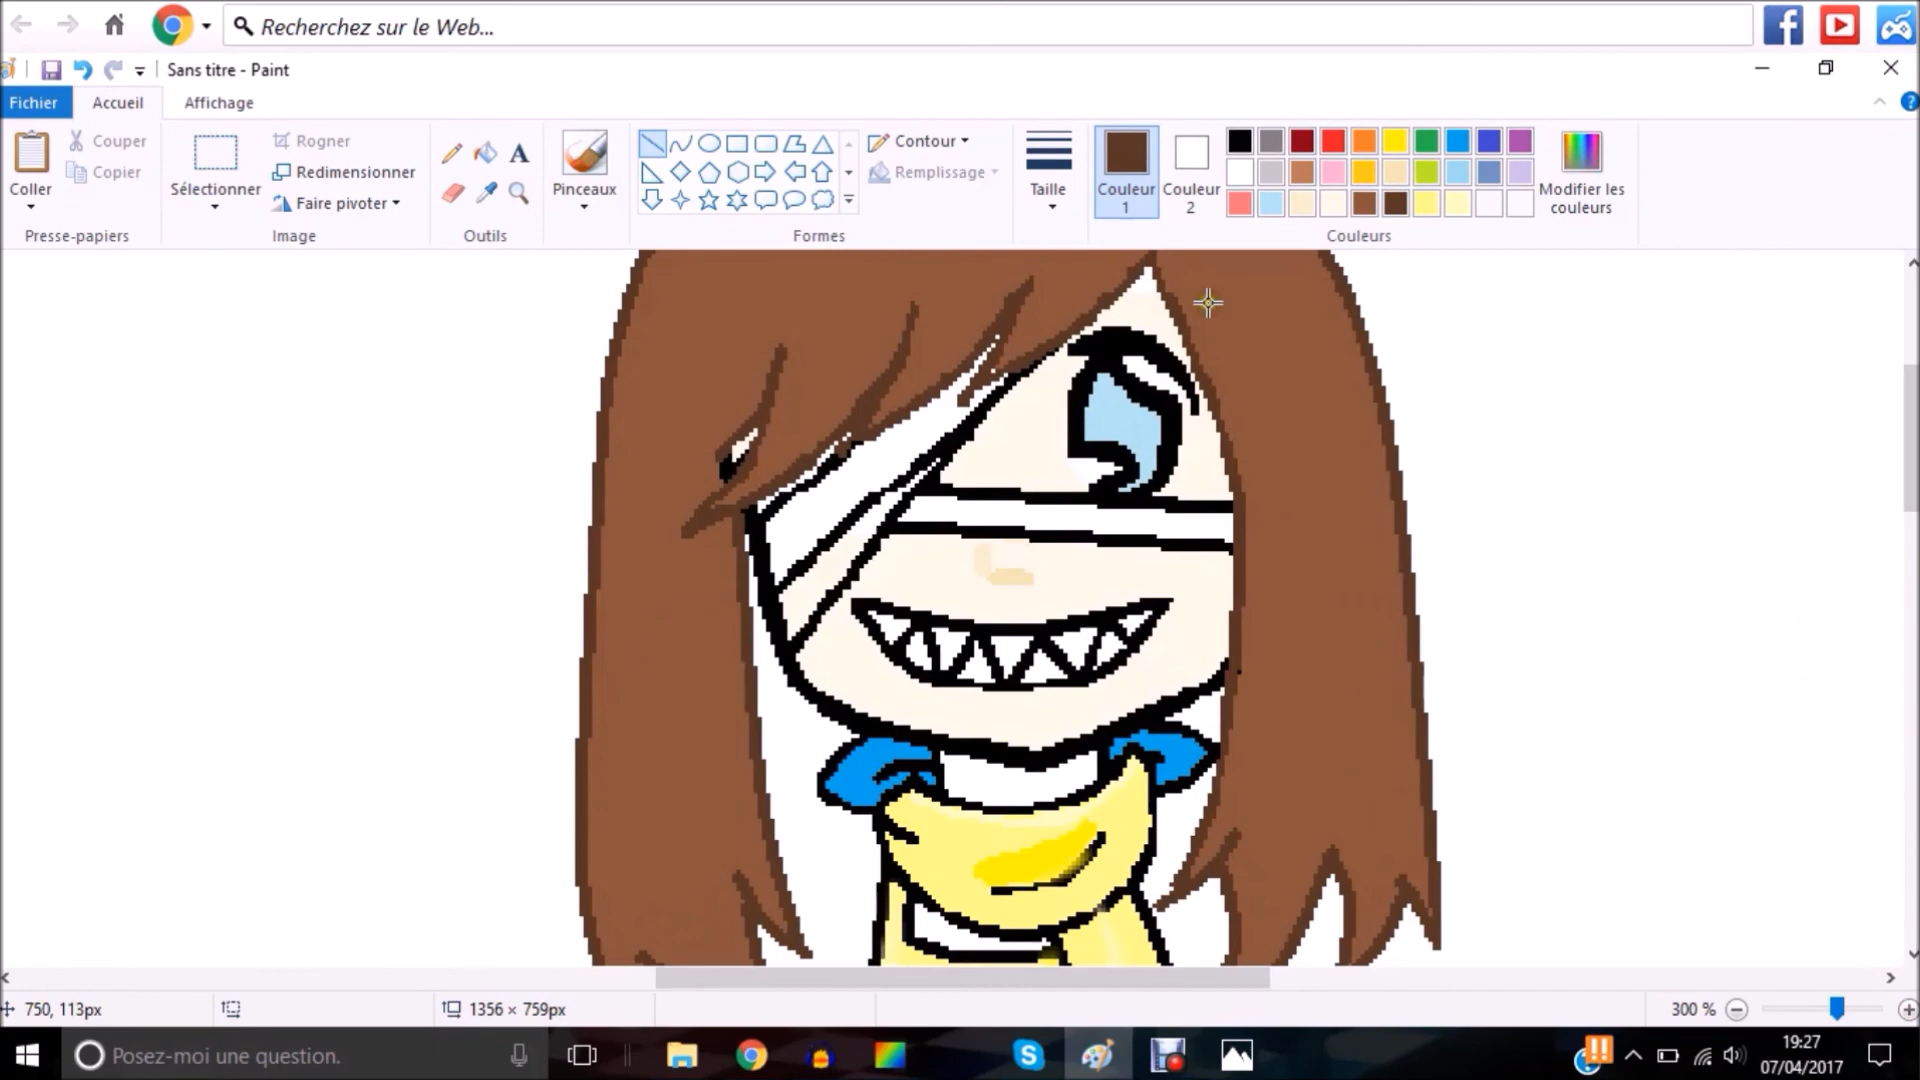 Recherchez sur le Web...
Sans titre - Paint
Fichier Accueil Affichage
Coller
Couper
Copier
Presse-papiers
Sélectionner
Rogner
Redimensionner
Faire pivoter
Image
A
Outils
Pinceaux
Contour
Remplissage
Formes
Taille
Couleur 1
Couleur 2
Modifier les couleurs
Couleurs
750, 113px
1356 × 759px
300 %
Posez-moi une question.
19:27
07/04/2017